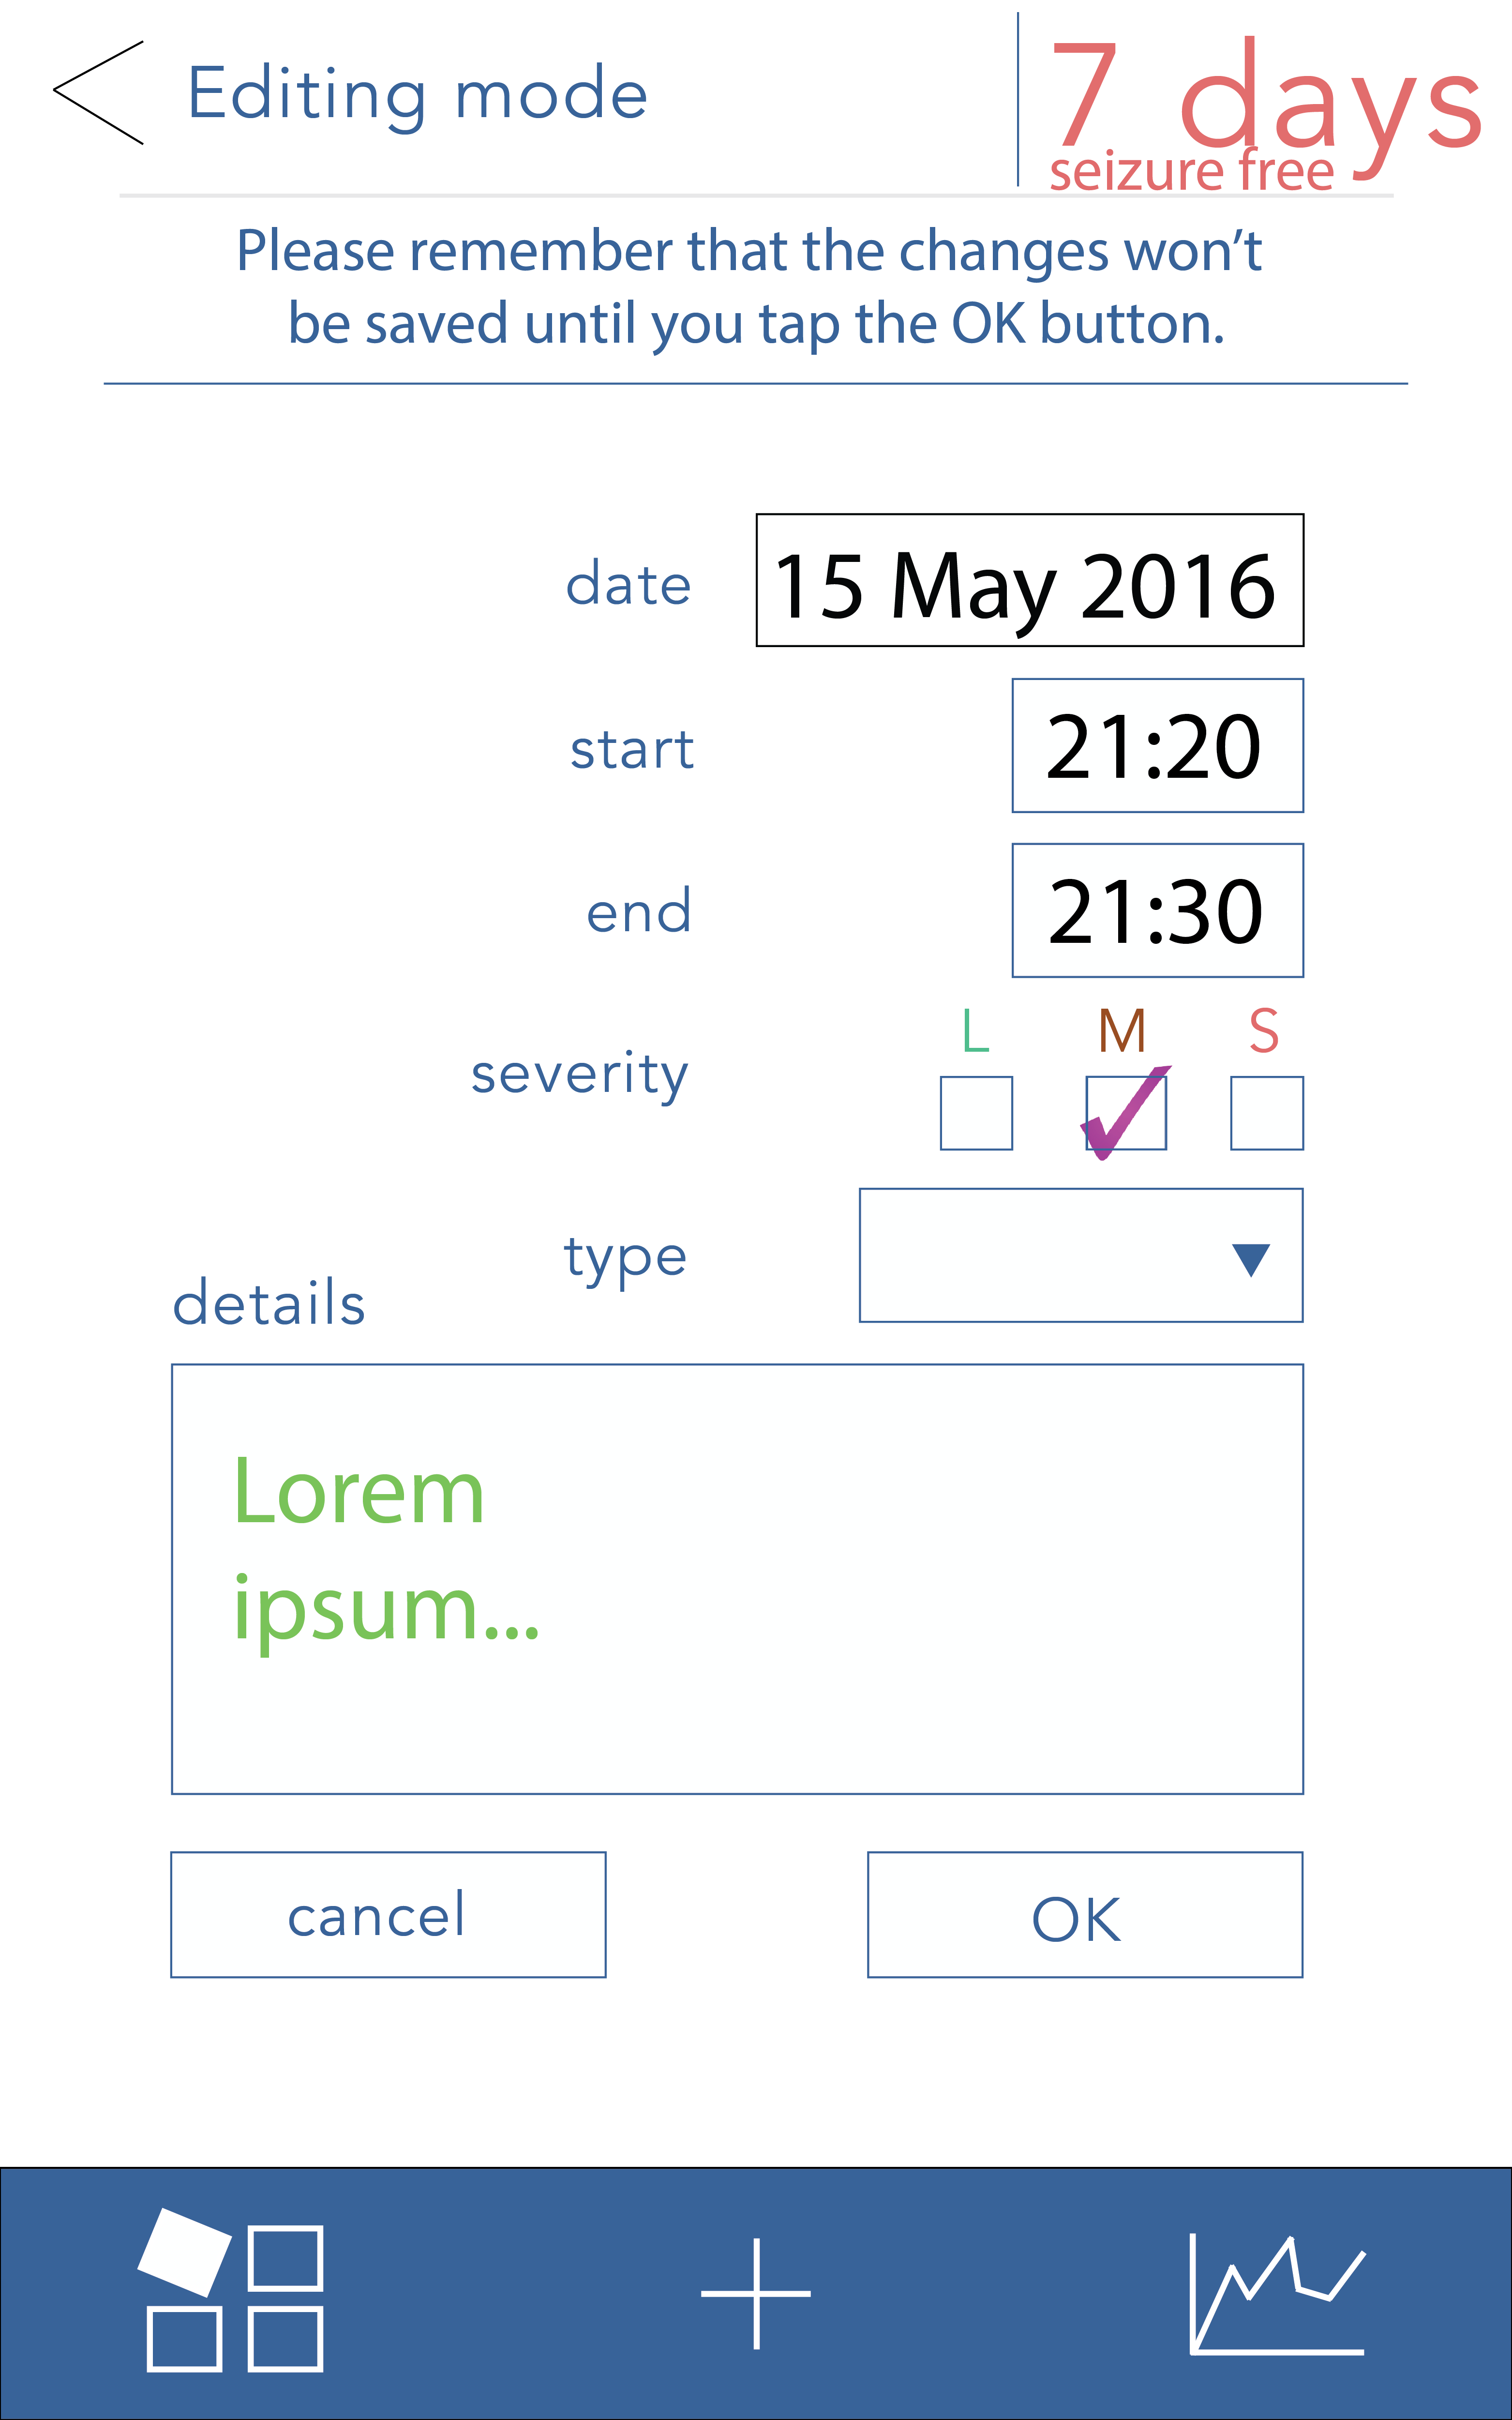 Editing mode
7 days
seizure free
Please remember that the changes won’t
be saved until you tap the OK button.
date 15 May 2016
start 21:20
end 21:30
L M S
severity
type
details
Lorem
ipsum...
cancel OK